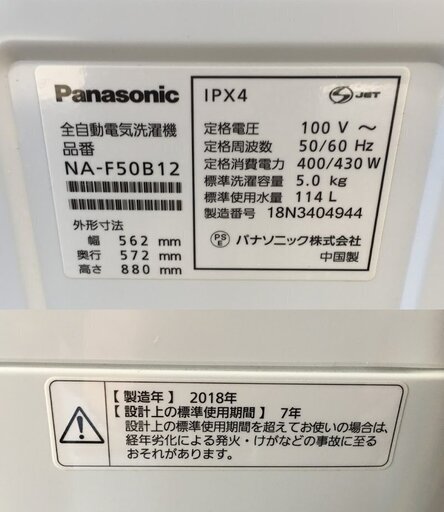 Panasonic
全自動電気洗濯機
品番
NA-F50B12
外形寸法
幅 562 mm
奥行 572 mm
高さ 880 mm
IPX4
S JET
定格電圧 100 V ～
定格周波数 50/60 Hz
定格消費電力 400/430 W
標準洗濯容量 5.0 kg
標準使用水量 114 L
製造番号 18N3404944
PS E パナソニック株式会社
中国製
【 製造年 】 2018年
【 設計上の標準使用期間 】 7年
設計上の標準使用期間を超えてお使いの場合は、
経年劣化による発火・けがなどの事故に至る
おそれがあります。